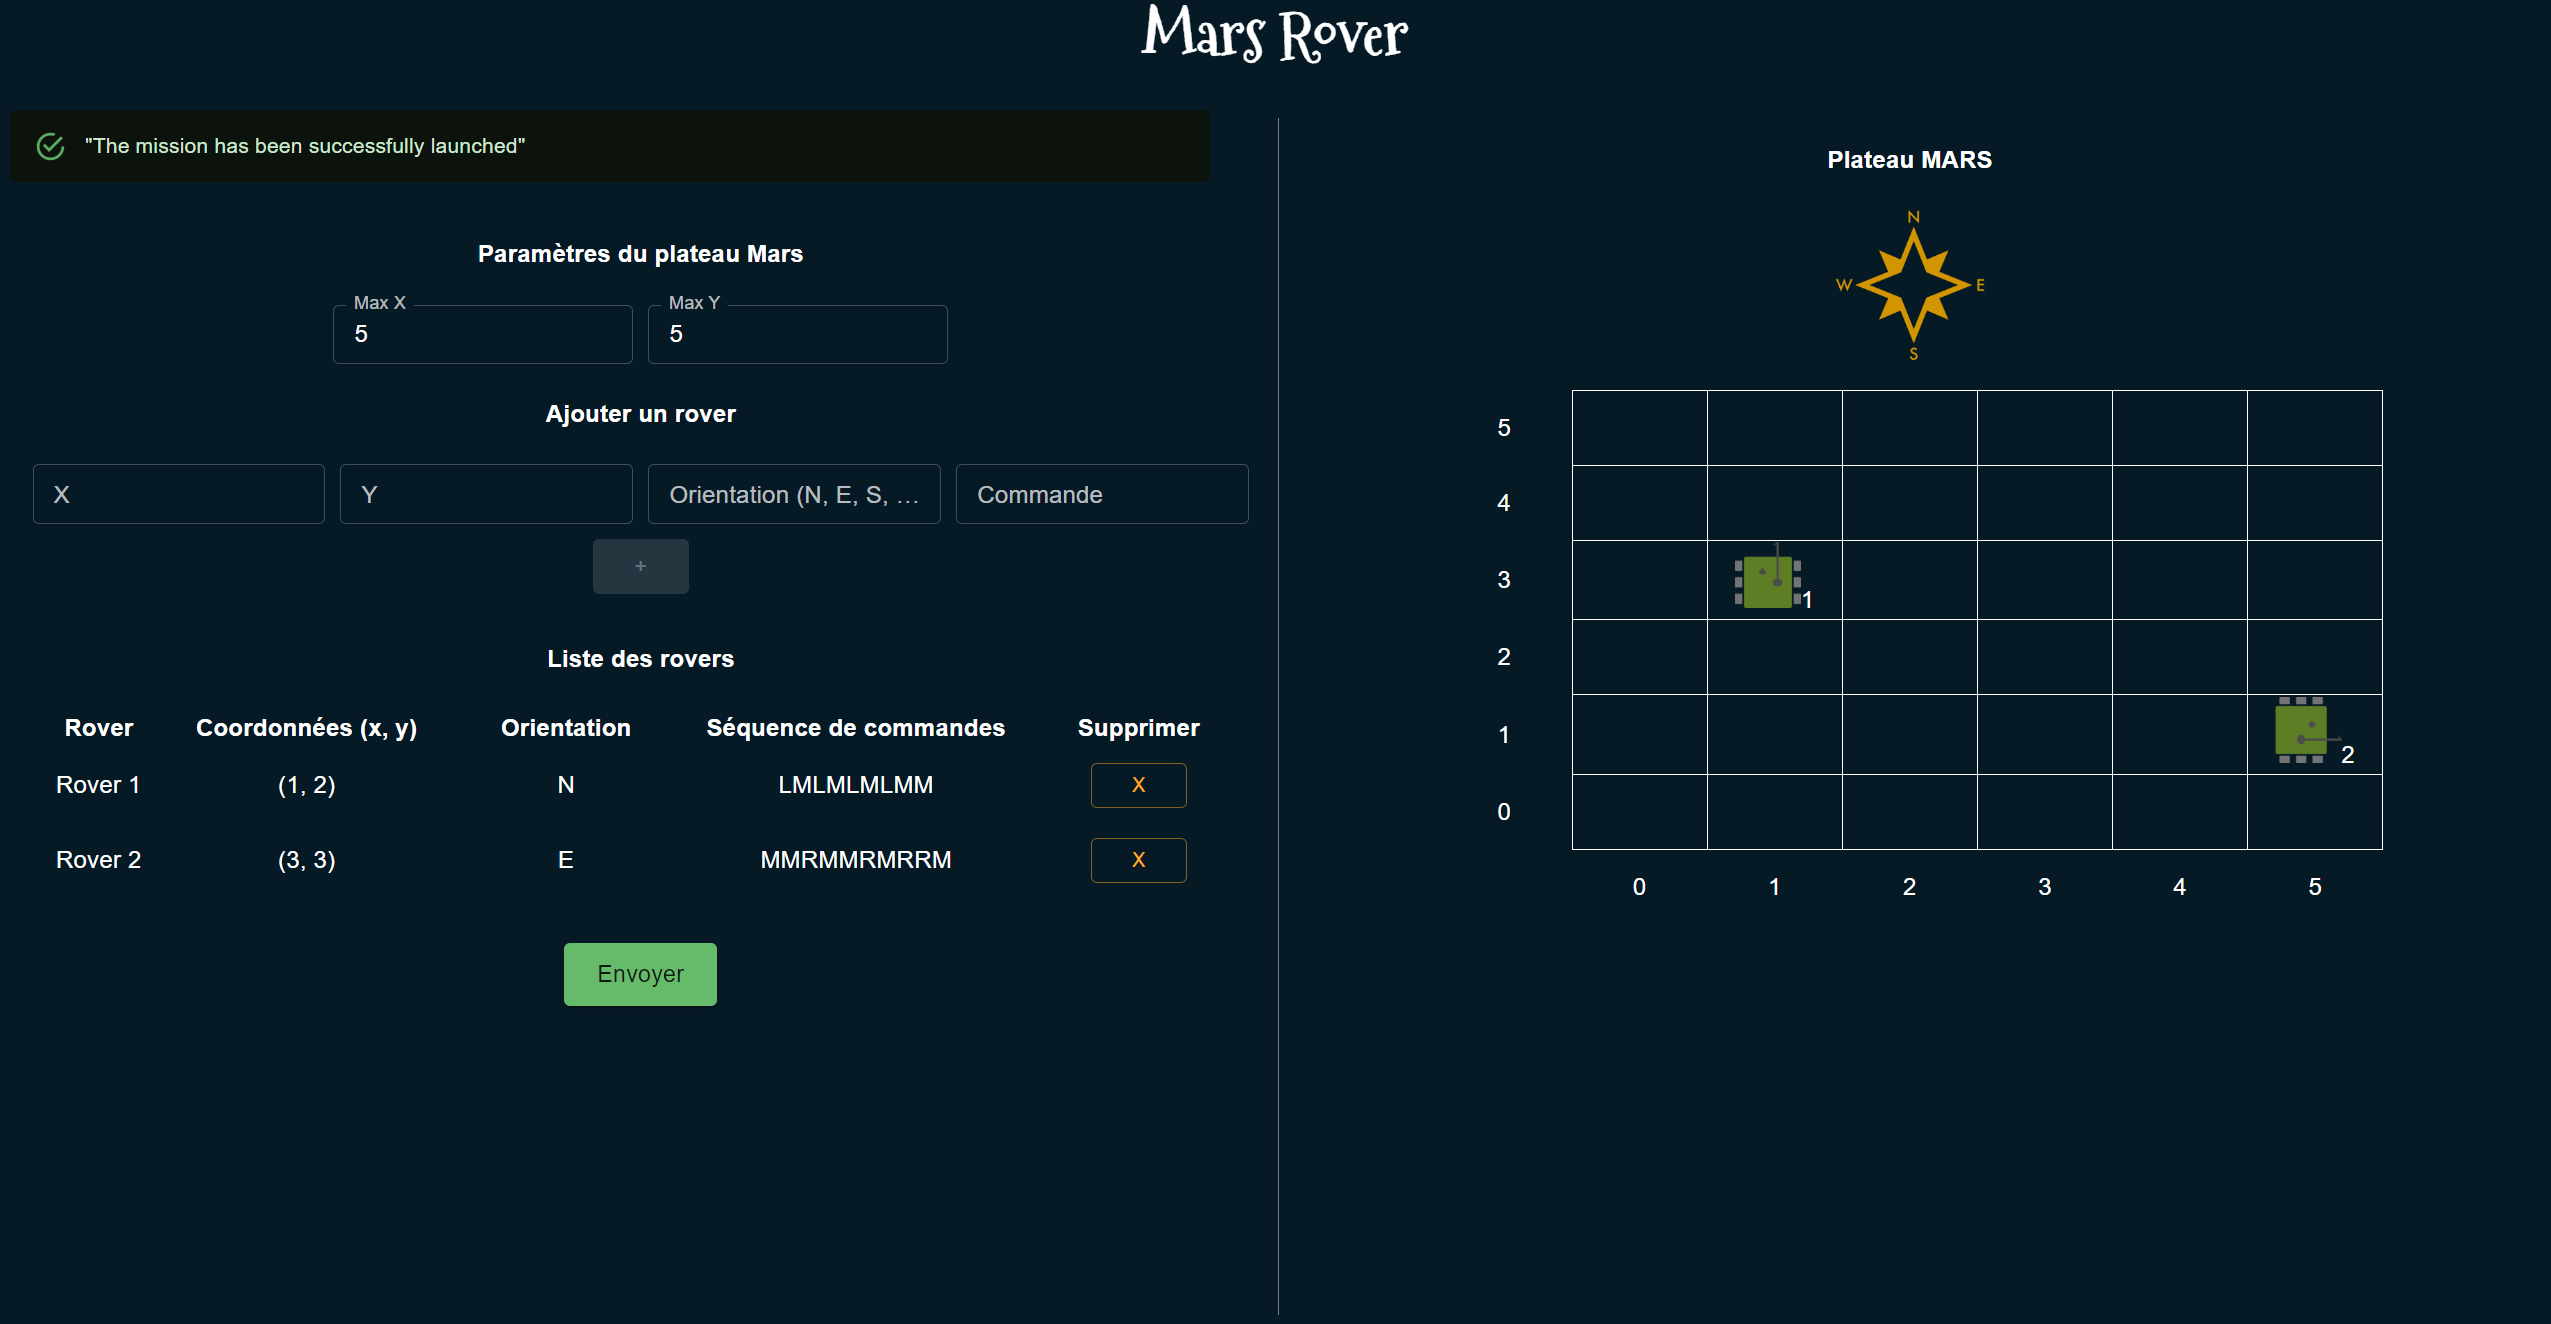 Mars Rover
"The mission has been successfully launched"
Paramètres du plateau Mars
Max X
5
Max Y
5
Ajouter un rover
X
Y
Orientation (N, E, S, ...
Commande
+
Liste des rovers
Rover Coordonnées (x, y) Orientation Séquence de commandes Supprimer
Rover 1 (1, 2) N LMLMLMLMM X
Rover 2 (3, 3) E MMRMMRMRRM X
Envoyer
Plateau MARS
N
W E
S
5
4
3 1
2
1 2
0
0 1 2 3 4 5